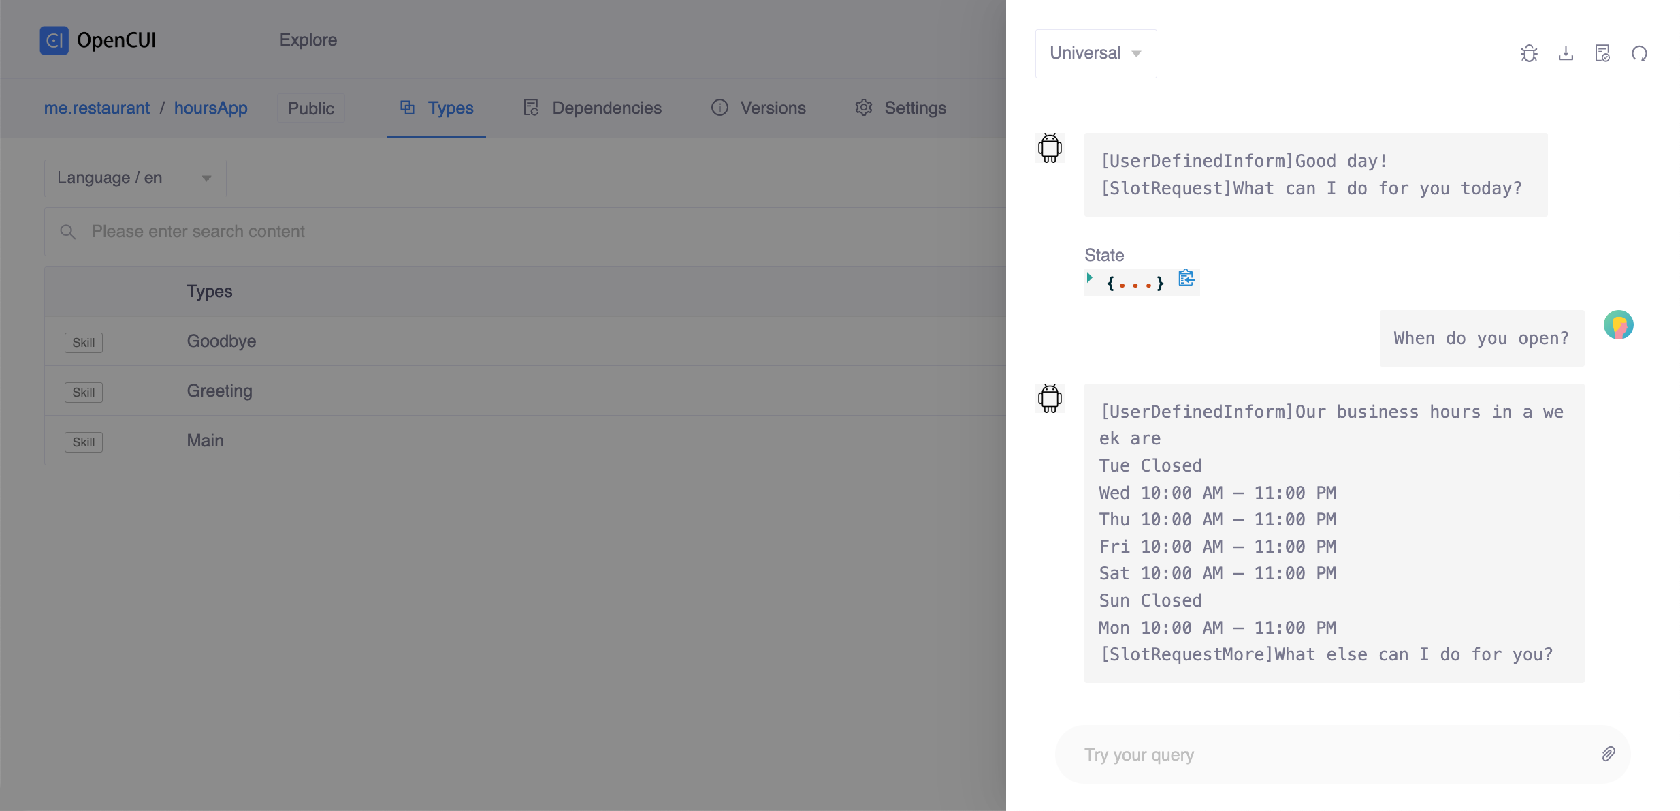 OpenCUI
Explore
me.restaurant / hoursApp
Public
Types
Dependencies
Versions
Settings
Language / en
Please enter search content
Types
Skill
Goodbye
Skill
Greeting
Skill
Main
Universal
[UserDefinedInform]Good day!
[SlotRequest]What can I do for you today?
State
{...}
When do you open?
[UserDefinedInform]Our business hours in a we
ek are
Tue Closed
Wed 10:00 AM – 11:00 PM
Thu 10:00 AM – 11:00 PM
Fri 10:00 AM – 11:00 PM
Sat 10:00 AM – 11:00 PM
Sun Closed
Mon 10:00 AM – 11:00 PM
[SlotRequestMore]What else can I do for you?
Try your query